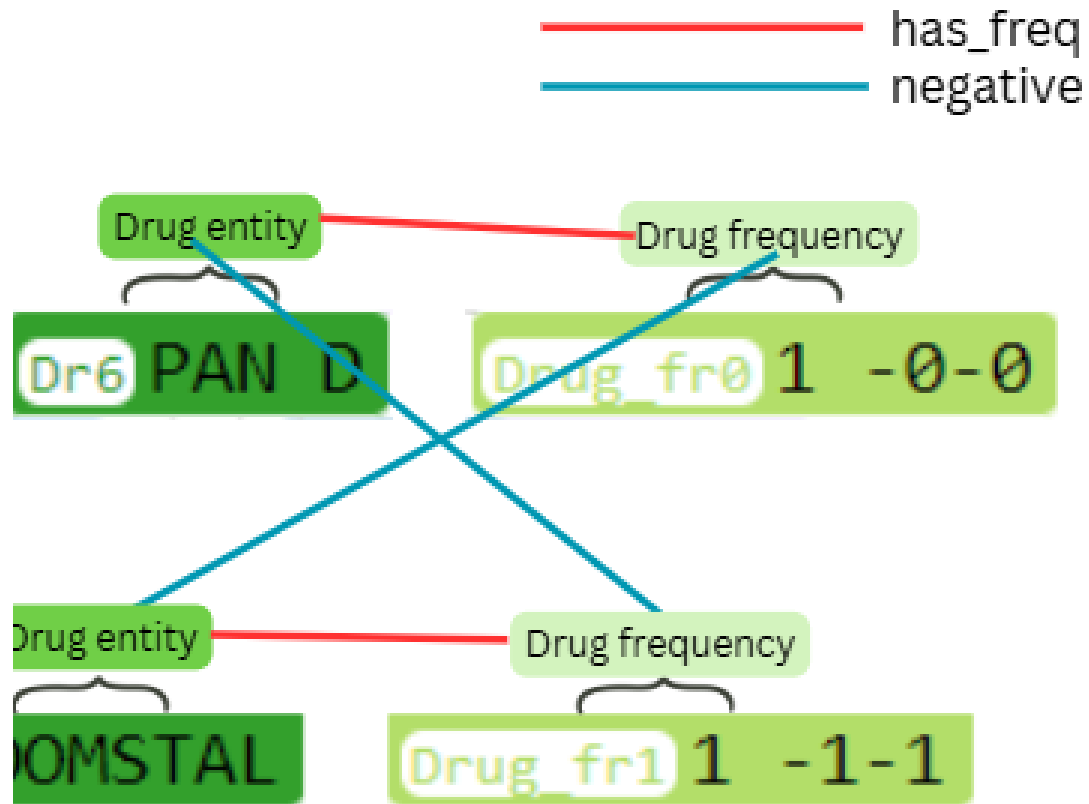 has_freq
negative
Drug entity
Drug frequency
Dr6 PAN D
Drug_fr0 1 -0-0
Drug entity
Drug frequency
DOMSTAL
Drug_fr1 1 -1-1